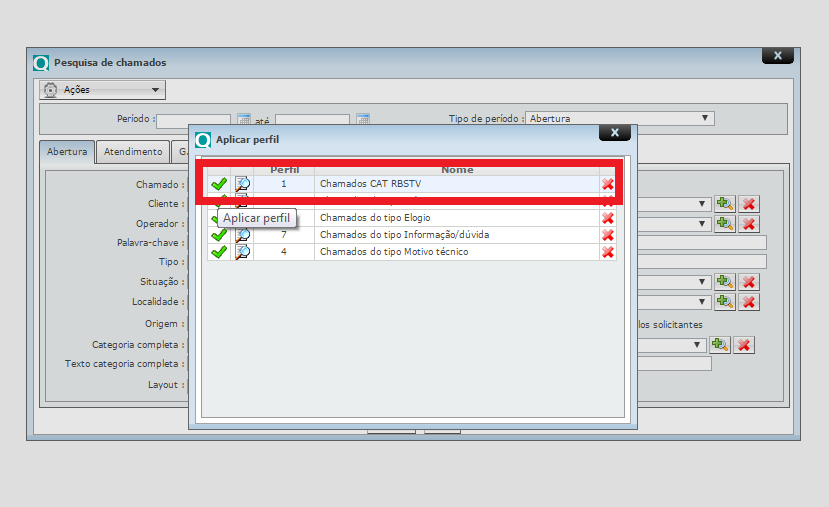 x
Pesquisa de chamados
Ações
Período :
até
Tipo de período : Abertura
x
Aplicar perfil
Abertura
Atendimento
G
Perfil Nome
1 Chamados CAT RBSTV
Aplicar perfil
Chamados do tipo Elogio
7 Chamados do tipo Informação/dúvida
4 Chamados do tipo Motivo técnico
Chamado :
Cliente :
Operador :
Palavra-chave :
Tipo :
Situação :
Localidade :
Origem :
los solicitantes
Categoria completa :
Texto categoria completa :
Layout :